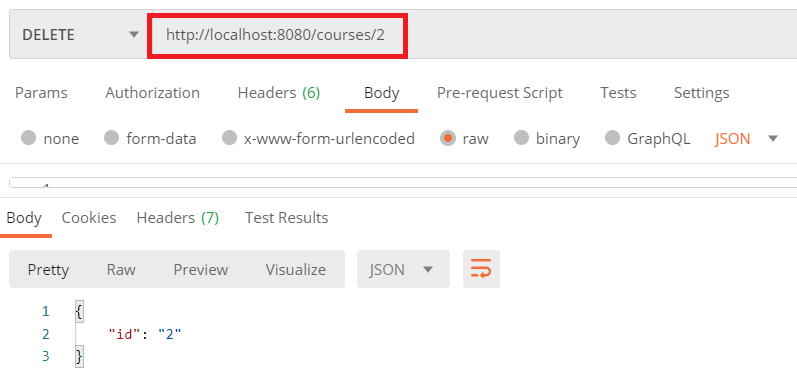 DELETE http://localhost:8080/courses/2
Params Authorization Headers (6) Body Pre-request Script Tests Settings
none form-data x-www-form-urlencoded raw binary GraphQL JSON
Body Cookies Headers (7) Test Results
Pretty Raw Preview Visualize JSON
1 {
2 "id": "2"
3 }